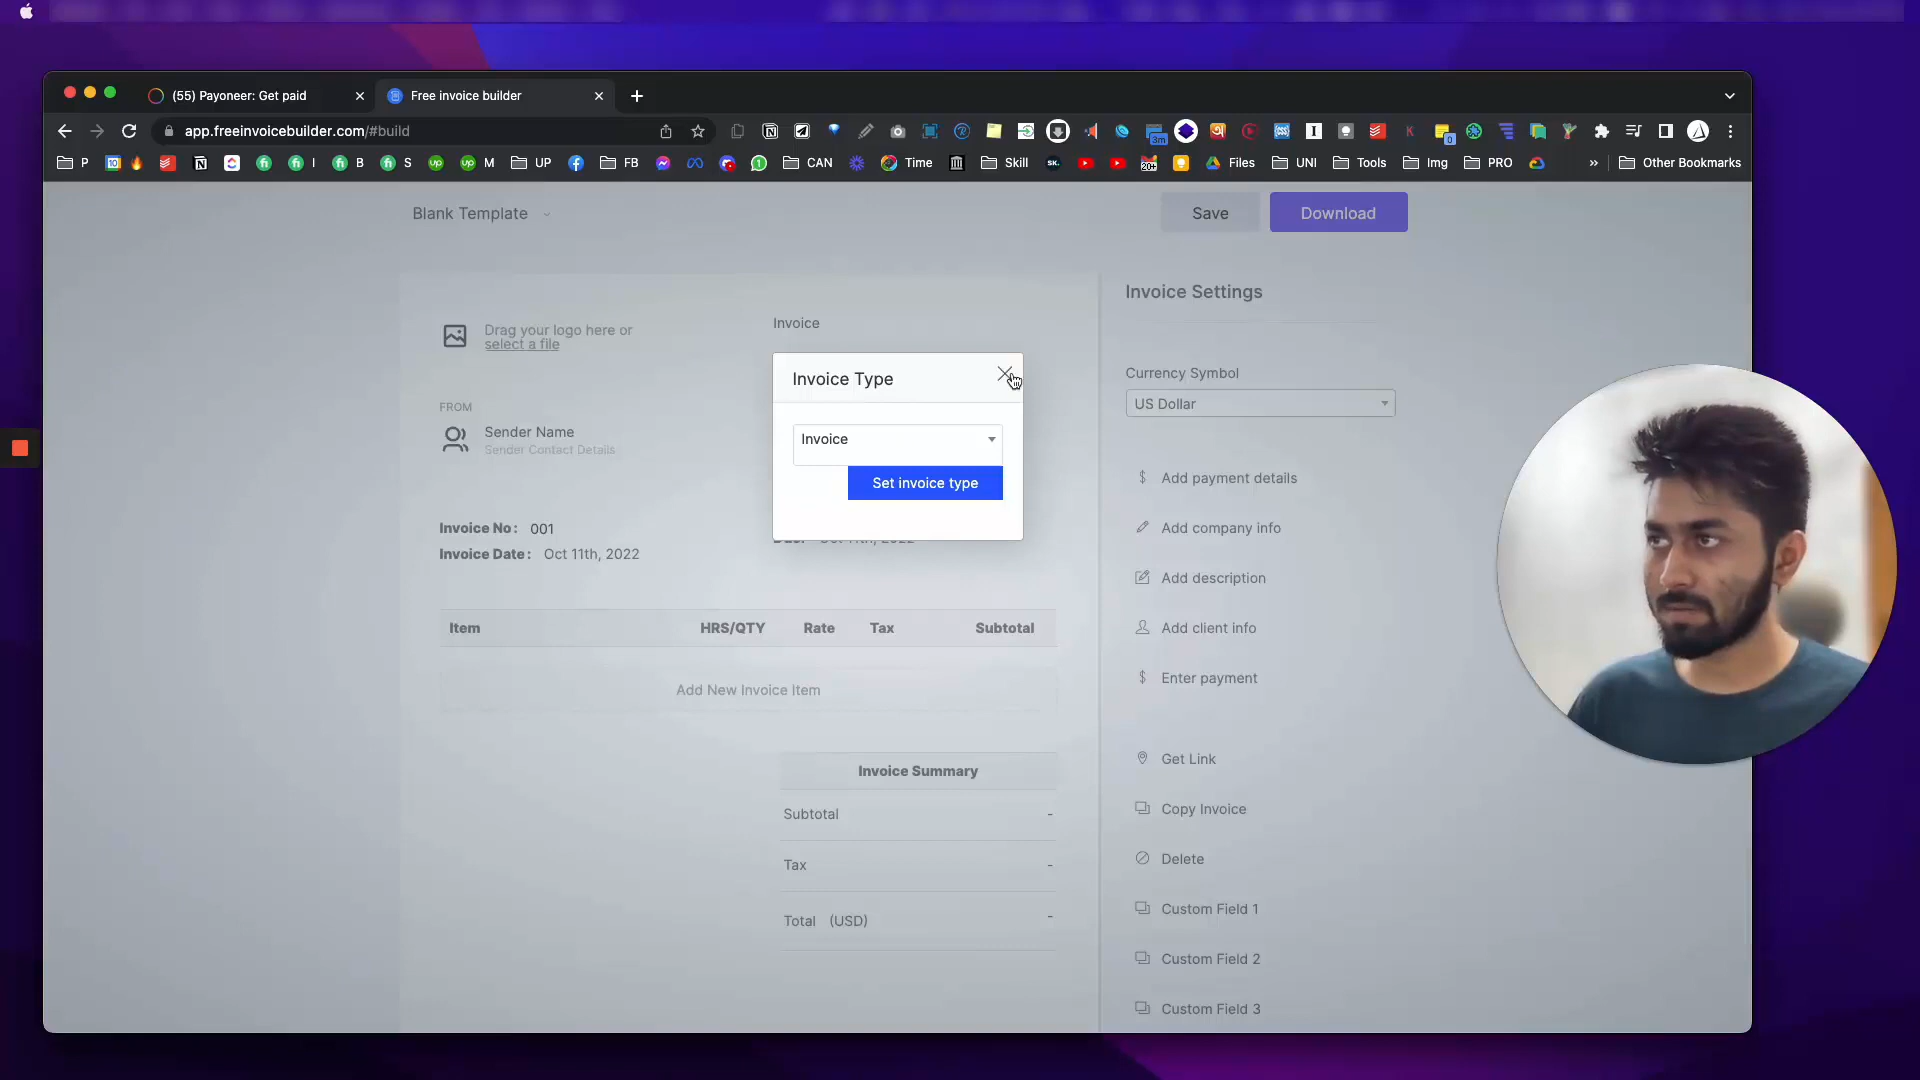 (55) Payoneer: Get paid
Free invoice builder
app.freeinvoicebuilder.com/#build
3m
0
P
10
I
B
S
M
UP
FB
CAN
Time
Skill
SK.
20+
Files
UNI
Tools
Img
PRO
»
Other Bookmarks
Blank Template
Save
Download
Drag your logo here or
select a file
Invoice
Invoice Settings
Invoice Type
Invoice
Set invoice type
Currency Symbol
US Dollar
FROM
Sender Name
Sender Contact Details
Add payment details
Invoice No: 001
Invoice Date: Oct 11th, 2022
Add company info
Add description
Item HRS/QTY Rate Tax Subtotal
Add client info
Add New Invoice Item
Enter payment
Invoice Summary
Subtotal -
Tax -
Total (USD) -
Get Link
Copy Invoice
Delete
Custom Field 1
Custom Field 2
Custom Field 3